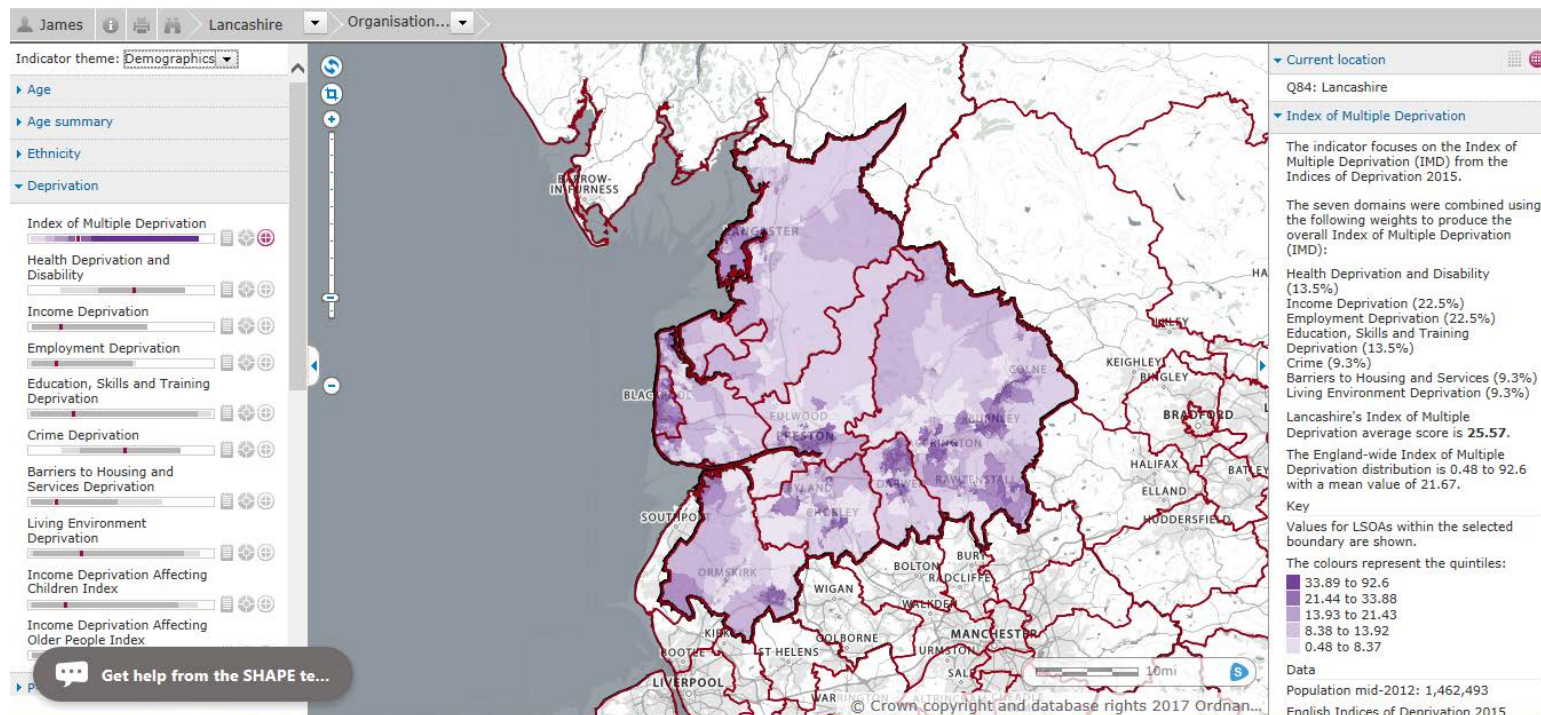 James
Lancashire
Organisation...
Indicator theme: Demographics
Age
Age summary
Ethnicity
Deprivation
Index of Multiple Deprivation
Health Deprivation and
Disability
Income Deprivation
Employment Deprivation
Education, Skills and Training
Deprivation
Crime Deprivation
Barriers to Housing and
Services Deprivation
Living Environment
Deprivation
Income Deprivation Affecting
Children Index
Income Deprivation Affecting
Older People Index
Get help from the SHAPE te...
BARROW-
IN-FURNESS
LANCASTER
KEIGHLEY
BINGLEY
COLNE
BRADFORD
FULWOOD
BURNLEY
PRESTON
ACCRINGTON
HALIFAX
BATLEY
LEYLAND
DARWEN
RAWTENSTALL
ELLAND
CHORLEY
SOUTHPORT
HUDDERSFIELD
BURY
BOLTON
RADCLIFFE
ORMSKIRK
WIGAN
WALKDEN
GOLBORNE
MANCHESTER
BOOTLE
ST HELENS
URMSTON
SALE
10mi
S
LIVERPOOL
WARRINGTON
ALTRINCHAM
© Crown copyright and database rights 2017 Ordnan...
Current location
Q84: Lancashire
Index of Multiple Deprivation
The indicator focuses on the Index of
Multiple Deprivation (IMD) from the
Indices of Deprivation 2015.
The seven domains were combined using
the following weights to produce the
overall Index of Multiple Deprivation
(IMD):
Health Deprivation and Disability
(13.5%)
Income Deprivation (22.5%)
Employment Deprivation (22.5%)
Education, Skills and Training
Deprivation (13.5%)
Crime (9.3%)
Barriers to Housing and Services (9.3%)
Living Environment Deprivation (9.3%)
Lancashire's Index of Multiple
Deprivation average score is 25.57.
The England-wide Index of Multiple
Deprivation distribution is 0.48 to 92.6
with a mean value of 21.67.
Key
Values for LSOAs within the selected
boundary are shown.
The colours represent the quintiles:
33.89 to 92.6
21.44 to 33.88
13.93 to 21.43
8.38 to 13.92
0.48 to 8.37
Data
Population mid-2012: 1,462,493
English Indices of Deprivation 2015